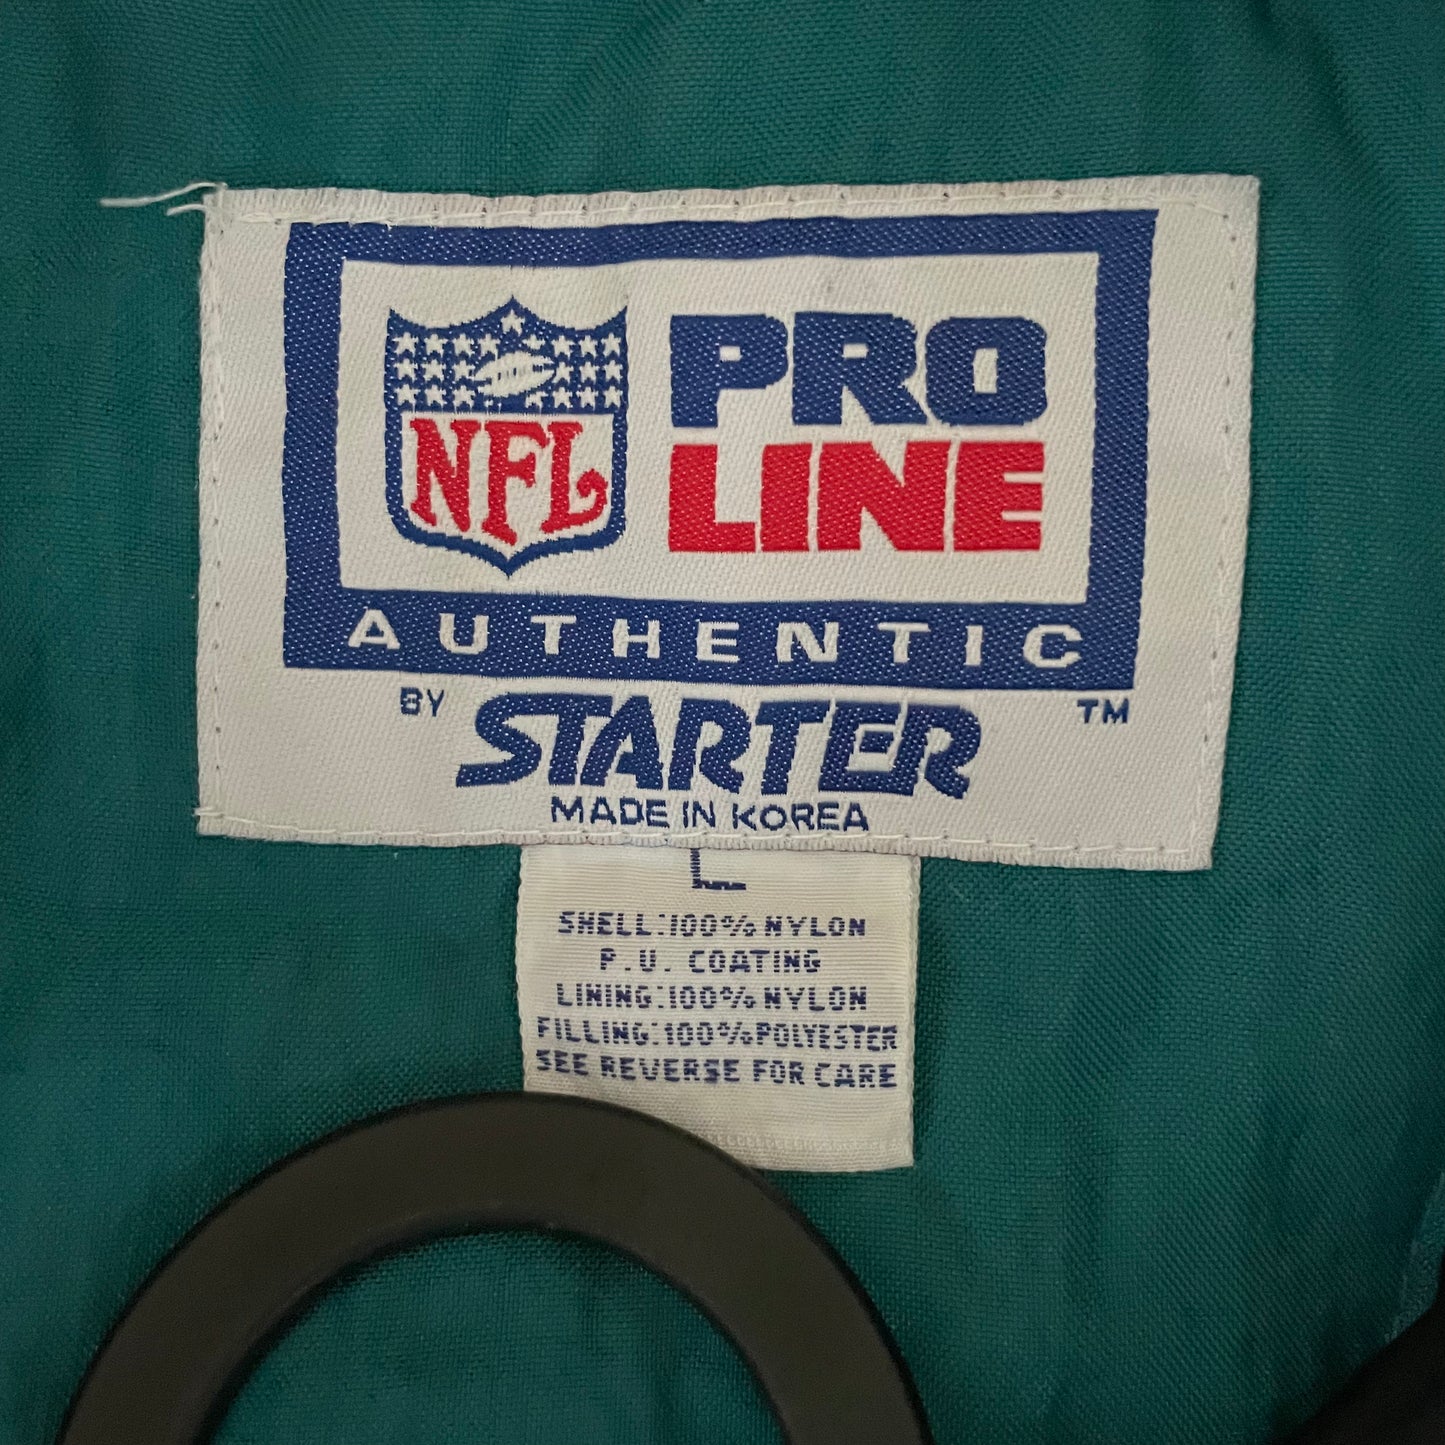 NFL
PRO
LINE
AUTHENTIC
BY STARTER TM
MADE IN KOREA
L
SHELL:100% NYLON
P.U. COATING
LINING:100% NYLON
FILLING:100% POLYESTER
SEE REVERSE FOR CARE